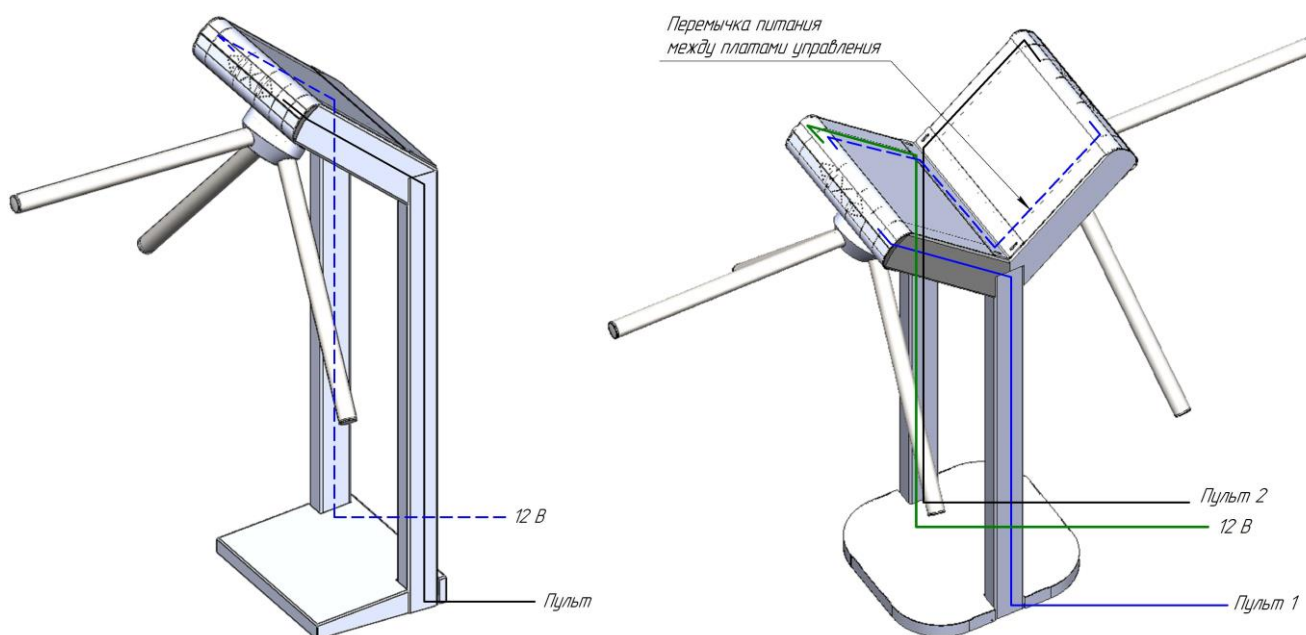 Перемычка питания
между платами управления
12 В
Пульт
Пульт 2
12 В
Пульт 1